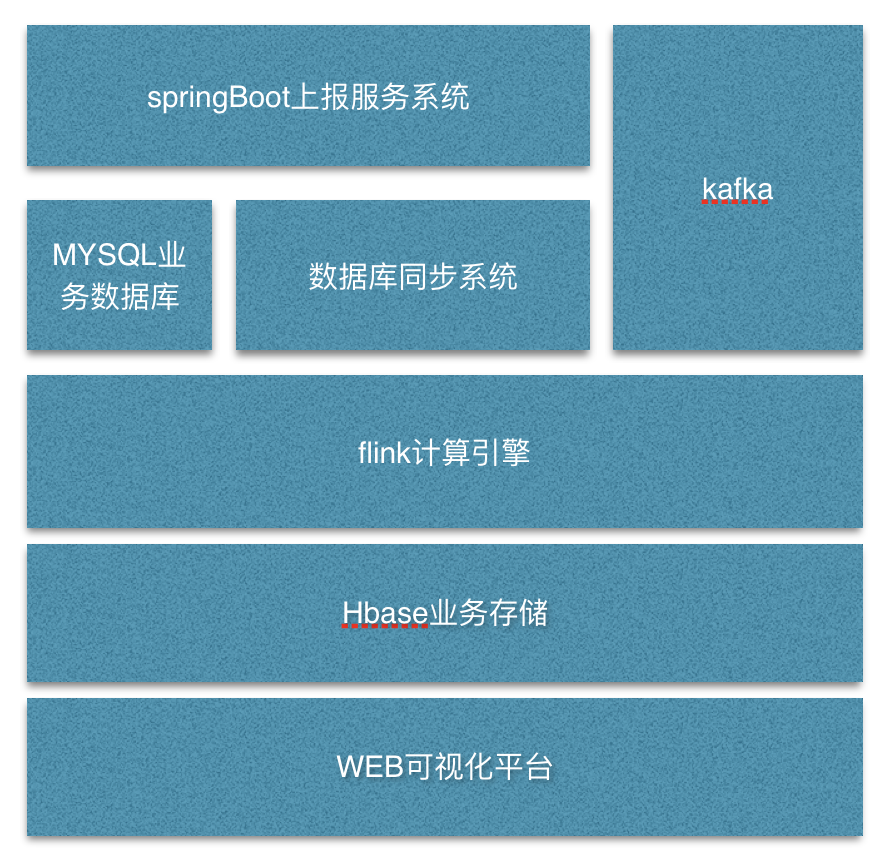 springBoot上报服务系统
kafka
MYSQL业
务数据库
数据库同步系统
flink计算引擎
Hbase业务存储
WEB可视化平台